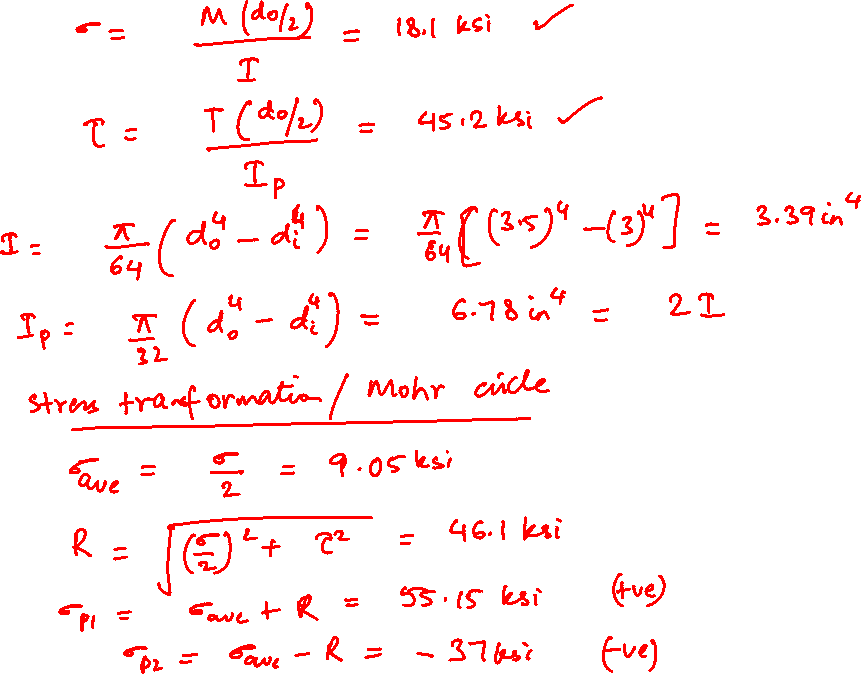 σ = M (do/2) / I = 18.1 ksi ✓
τ = T (do/2) / Ip = 45.2 ksi ✓
I = π/64 (do⁴ – di⁴) = π/64 [(3.5)⁴ – (3)⁴] = 3.39 in⁴
Ip = π/32 (do⁴ – di⁴) = 6.78 in⁴ = 2 I
stress transformation / Mohr circle
σave = σ/2 = 9.05 ksi
R = √((σ/2)² + τ²) = 46.1 ksi
σp1 = σave + R = 55.15 ksi (+ve)
σp2 = σave – R = – 37 ksi (–ve)